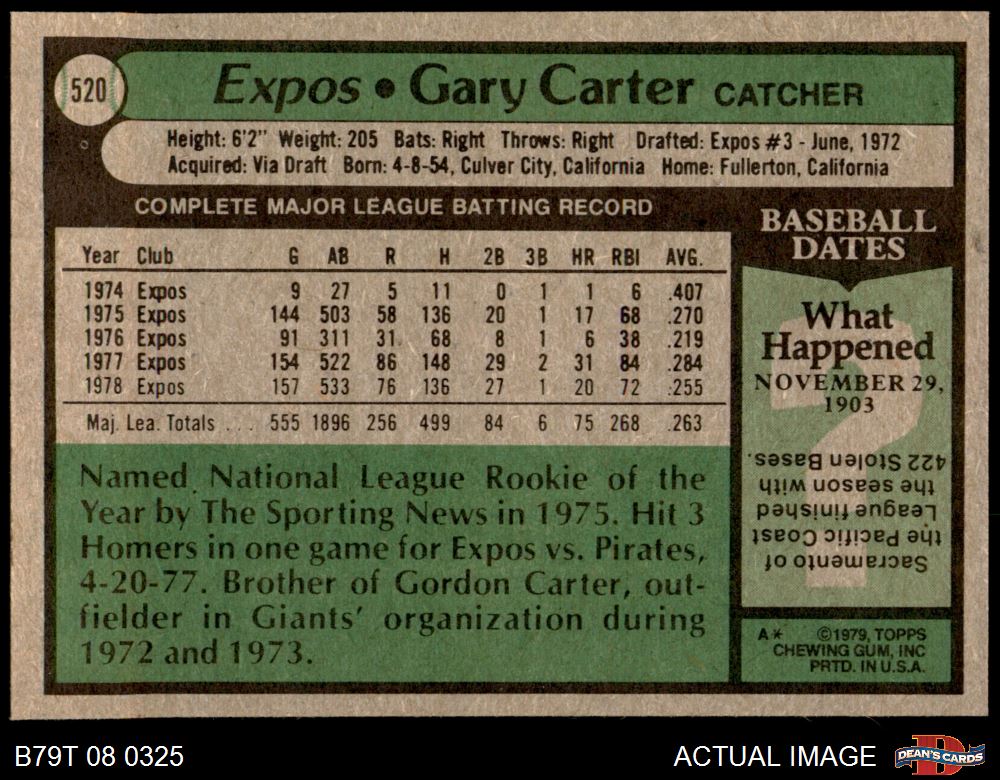 520
Expos • Gary Carter CATCHER
Height: 6'2" Weight: 205 Bats: Right Throws: Right Drafted: Expos #3 - June, 1972
Acquired: Via Draft Born: 4-8-54, Culver City, California Home: Fullerton, California
COMPLETE MAJOR LEAGUE BATTING RECORD
Year Club G AB R H 2B 3B HR RBI AVG.
1974 Expos 9 27 5 11 0 1 1 6 .407
1975 Expos 144 503 58 136 20 1 17 68 .270
1976 Expos 91 311 31 68 8 1 6 38 .219
1977 Expos 154 522 86 148 29 2 31 84 .284
1978 Expos 157 533 76 136 27 1 20 72 .255
Maj. Lea. Totals . . . 555 1896 256 499 84 6 75 268 .263
Named National League Rookie of the
Year by The Sporting News in 1975. Hit 3
Homers in one game for Expos vs. Pirates,
4-20-77. Brother of Gordon Carter, out-
fielder in Giants' organization during
1972 and 1973.
BASEBALL
DATES
What
Happened
NOVEMBER 29,
1903
?
Sacramento of
the Pacific Coast
League finished
the season with
422 Stolen Bases.
A* ©1979, TOPPS
CHEWING GUM, INC
PRTD. IN U.S.A.
B79T 08 0325
ACTUAL IMAGE
D
DEAN'S CARDS